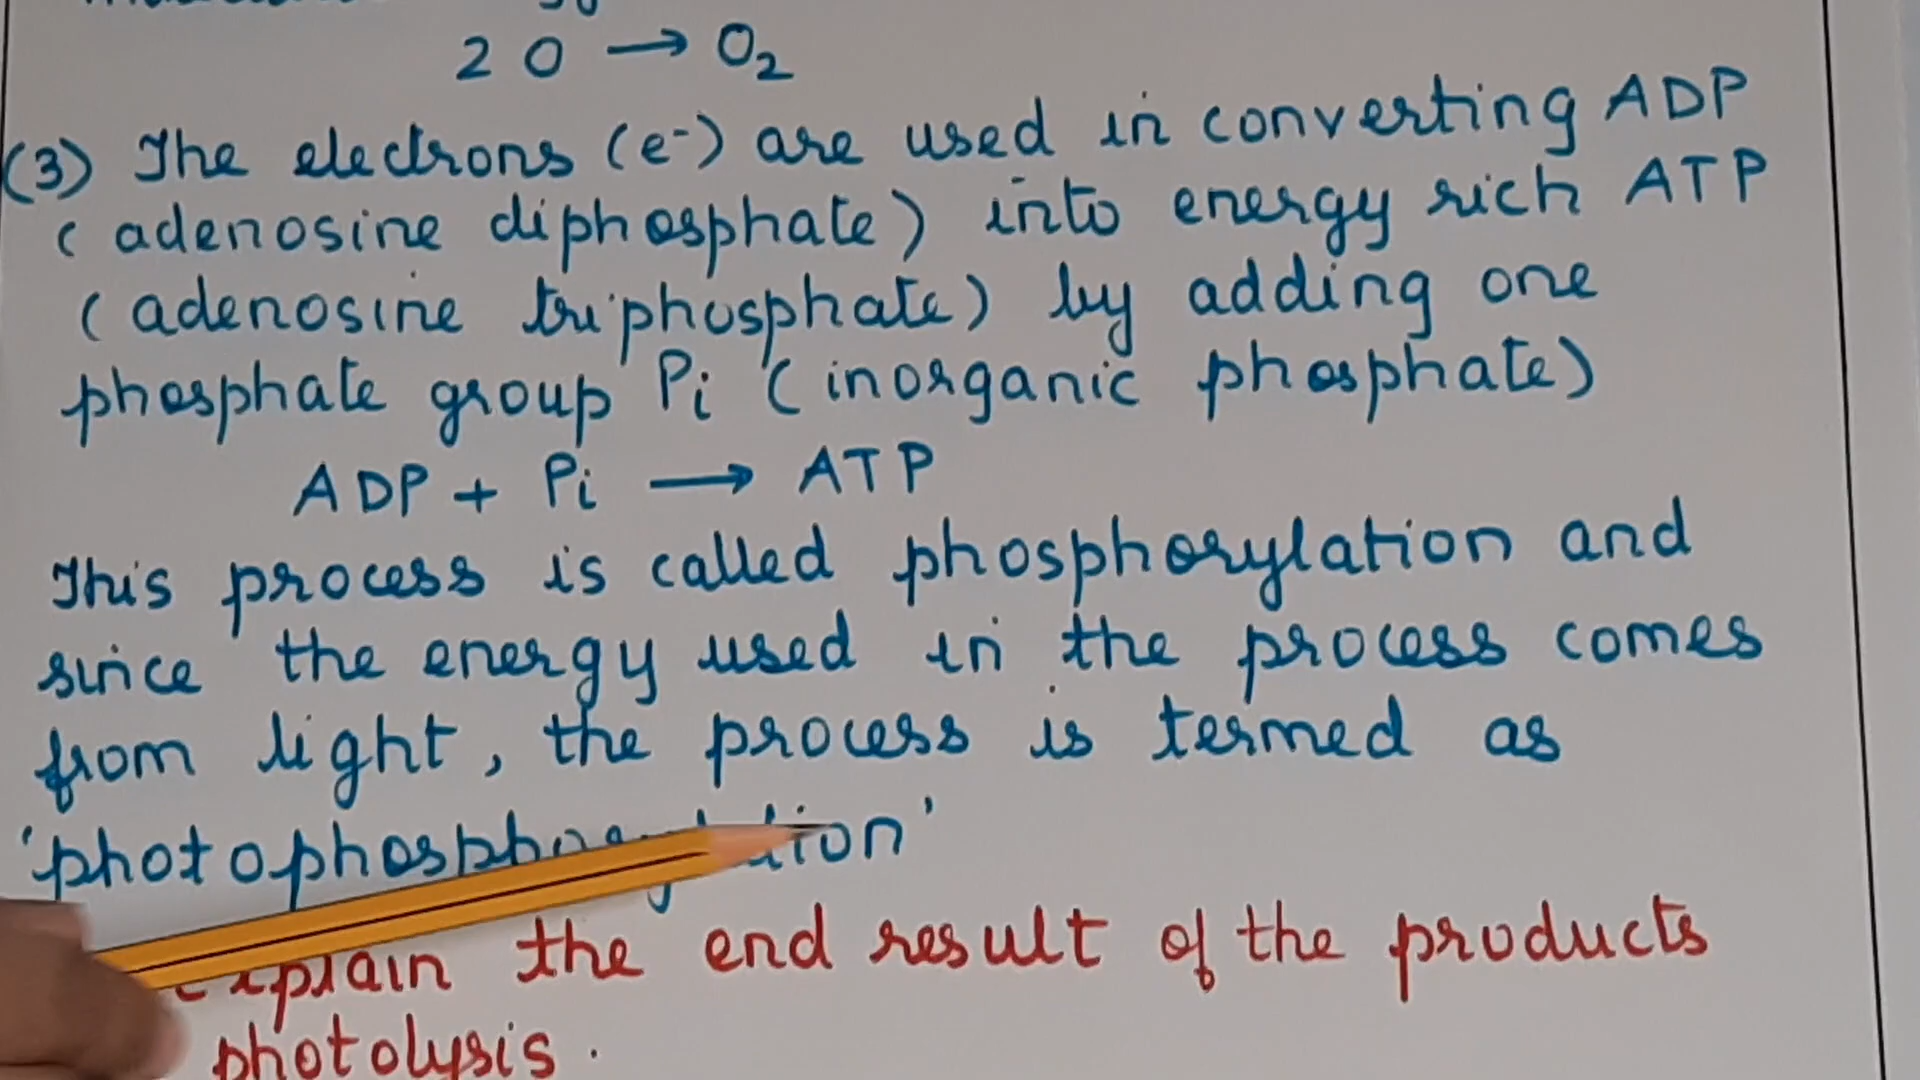 2 O → O₂
(3) The electrons (e⁻) are used in converting ADP
(adenosine diphosphate) into energy rich ATP
(adenosine triphosphate) by adding one
phosphate group Pi (inorganic phosphate)
ADP + Pi → ATP
This process is called phosphorylation and
since the energy used in the process comes
from light, the process is termed as
'photophosphorylation'
the end result of the products
photolysis.